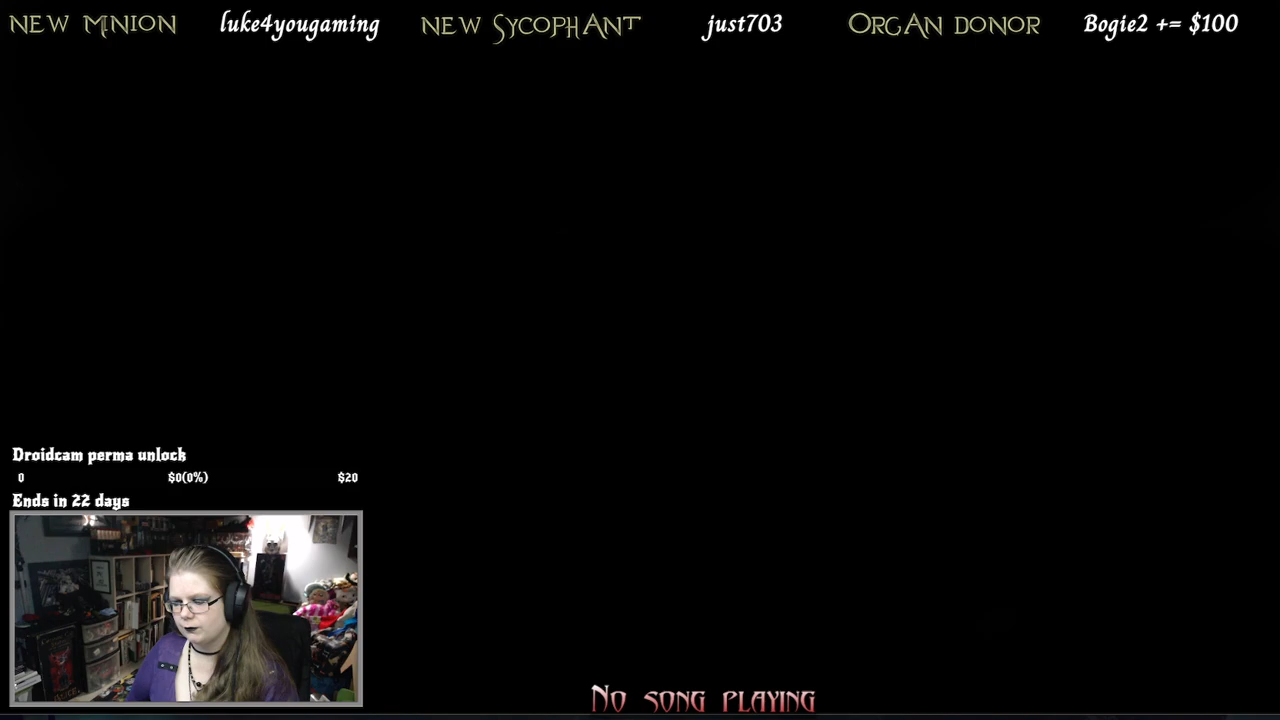 NEW MINION luke4yougaming NEW SYCOPHANT just703 ORGAN DONOR Bogie2 += $100
Droidcam perma unlock
0 $0(0%) $20
Ends in 22 days
No song playing